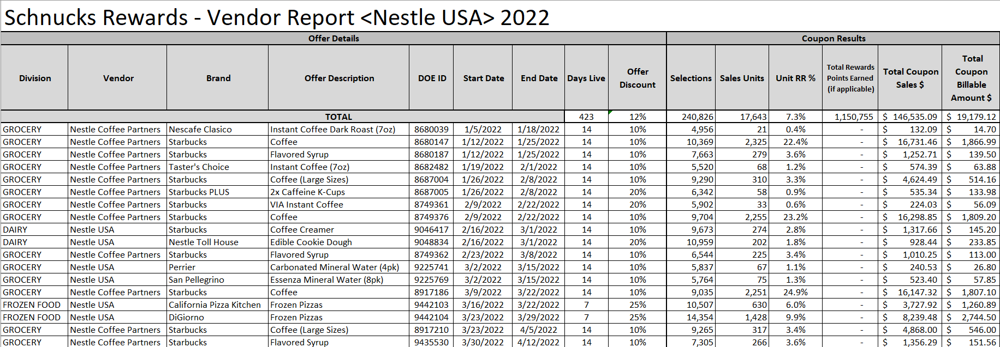 Schnucks Rewards - Vendor Report <Nestle USA> 2022
Offer Details Coupon Results
Division Vendor Brand Offer Description DOE ID Start Date End Date Days Live Offer Discount Selections Sales Units Unit RR % Total Rewards Points Earned (if applicable) Total Coupon Sales $ Total Coupon Billable Amount $
TOTAL 423 12% 240,826 17,643 7.3% 1,150,755 $ 146,535.09 $ 19,179.12
GROCERY Nestle Coffee Partners Nescafe Clasico Instant Coffee Dark Roast (7oz) 8680039 1/5/2022 1/18/2022 14 10% 4,956 21 0.4% - $ 132.09 $ 14.70
GROCERY Nestle Coffee Partners Starbucks Coffee 8680147 1/12/2022 1/25/2022 14 10% 10,369 2,325 22.4% - $ 16,731.46 $ 1,866.99
GROCERY Nestle Coffee Partners Starbucks Flavored Syrup 8680187 1/12/2022 1/25/2022 14 10% 7,663 279 3.6% - $ 1,252.71 $ 139.50
GROCERY Nestle Coffee Partners Taster's Choice Instant Coffee (7oz) 8682482 1/19/2022 2/1/2022 14 10% 5,520 68 1.2% - $ 574.39 $ 63.88
GROCERY Nestle Coffee Partners Starbucks Coffee (Large Sizes) 8687004 1/26/2022 2/8/2022 14 10% 9,290 310 3.3% - $ 4,624.49 $ 514.16
GROCERY Nestle Coffee Partners Starbucks PLUS 2x Caffeine K-Cups 8687005 1/26/2022 2/8/2022 14 20% 6,342 58 0.9% - $ 535.34 $ 133.98
GROCERY Nestle Coffee Partners Starbucks VIA Instant Coffee 8749361 2/9/2022 2/22/2022 14 20% 5,902 33 0.6% - $ 224.03 $ 56.09
GROCERY Nestle Coffee Partners Starbucks Coffee 8749376 2/9/2022 2/22/2022 14 10% 9,704 2,255 23.2% - $ 16,298.85 $ 1,809.20
DAIRY Nestle USA Starbucks Coffee Creamer 9046417 2/16/2022 3/1/2022 14 10% 9,673 274 2.8% - $ 1,317.66 $ 145.20
DAIRY Nestle USA Nestle Toll House Edible Cookie Dough 9048834 2/16/2022 3/1/2022 14 20% 10,959 202 1.8% - $ 928.44 $ 233.85
GROCERY Nestle Coffee Partners Starbucks Flavored Syrup 8749362 2/23/2022 3/8/2022 14 10% 6,544 225 3.4% - $ 1,010.25 $ 113.00
GROCERY Nestle USA Perrier Carbonated Mineral Water (4pk) 9225741 3/2/2022 3/15/2022 14 10% 5,837 67 1.1% - $ 240.53 $ 26.80
GROCERY Nestle USA San Pellegrino Essenza Mineral Water (8pk) 9225769 3/2/2022 3/15/2022 14 10% 5,764 75 1.3% - $ 523.40 $ 57.85
GROCERY Nestle Coffee Partners Starbucks Coffee 8917186 3/9/2022 3/22/2022 14 10% 9,035 2,251 24.9% - $ 16,147.32 $ 1,807.10
FROZEN FOOD Nestle USA California Pizza Kitchen Frozen Pizzas 9442103 3/16/2022 3/22/2022 7 25% 10,507 630 6.0% - $ 3,727.92 $ 1,260.89
FROZEN FOOD Nestle USA DiGiorno Frozen Pizzas 9442104 3/23/2022 3/29/2022 7 25% 14,354 1,428 9.9% - $ 8,239.48 $ 2,744.50
GROCERY Nestle Coffee Partners Starbucks Coffee (Large Sizes) 8917210 3/23/2022 4/5/2022 14 10% 9,265 317 3.4% - $ 4,868.00 $ 546.00
GROCERY Nestle Coffee Partners Starbucks Flavored Syrup 9435530 3/30/2022 4/12/2022 14 10% 7,305 266 3.6% - $ 1,356.29 $ 151.56